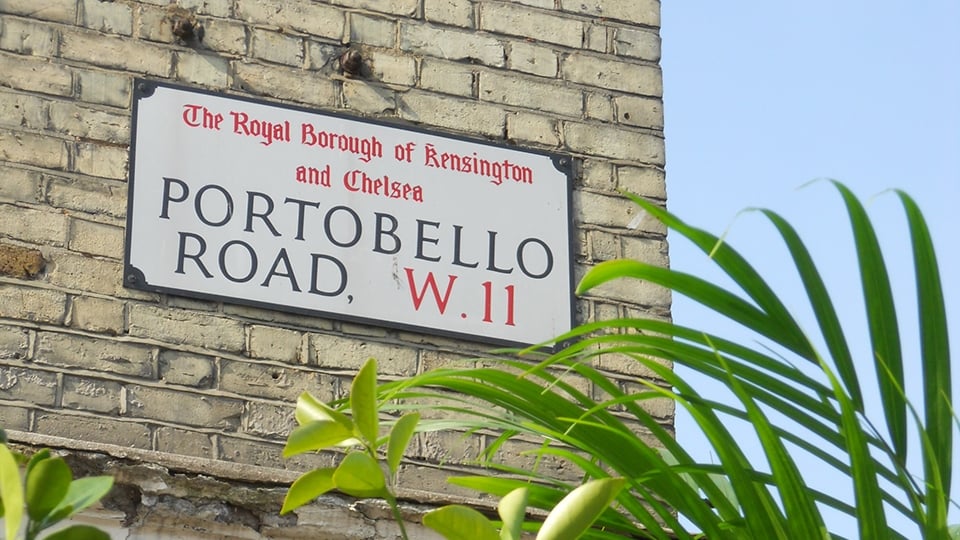 The Royal Borough of Kensington
and Chelsea
PORTOBELLO
ROAD, W.11